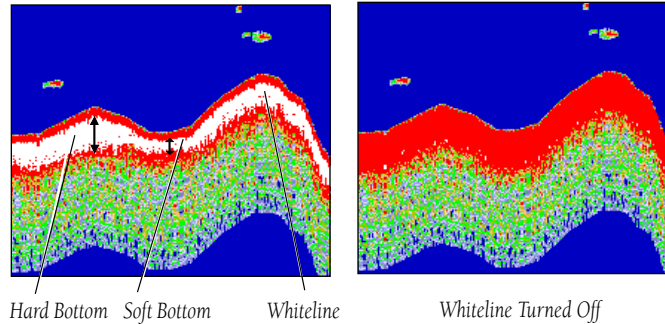 Hard Bottom
Soft Bottom
Whiteline
Whiteline Turned Off